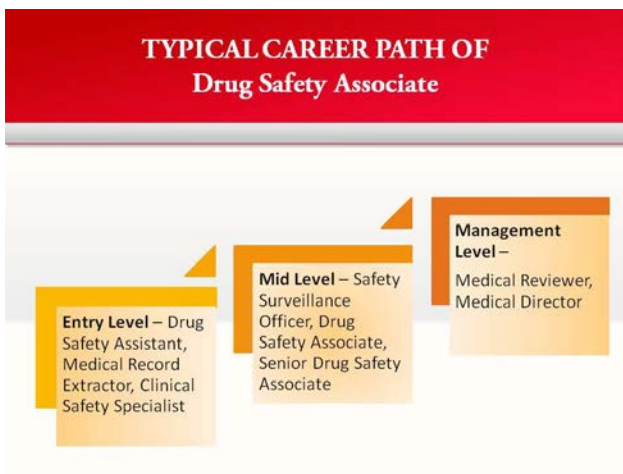 TYPICAL CAREER PATH OF
Drug Safety Associate
Entry Level – Drug
Safety Assistant,
Medical Record
Extractor, Clinical
Safety Specialist
Mid Level – Safety
Surveillance
Officer, Drug
Safety Associate,
Senior Drug Safety
Associate
Management
Level –
Medical Reviewer,
Medical Director